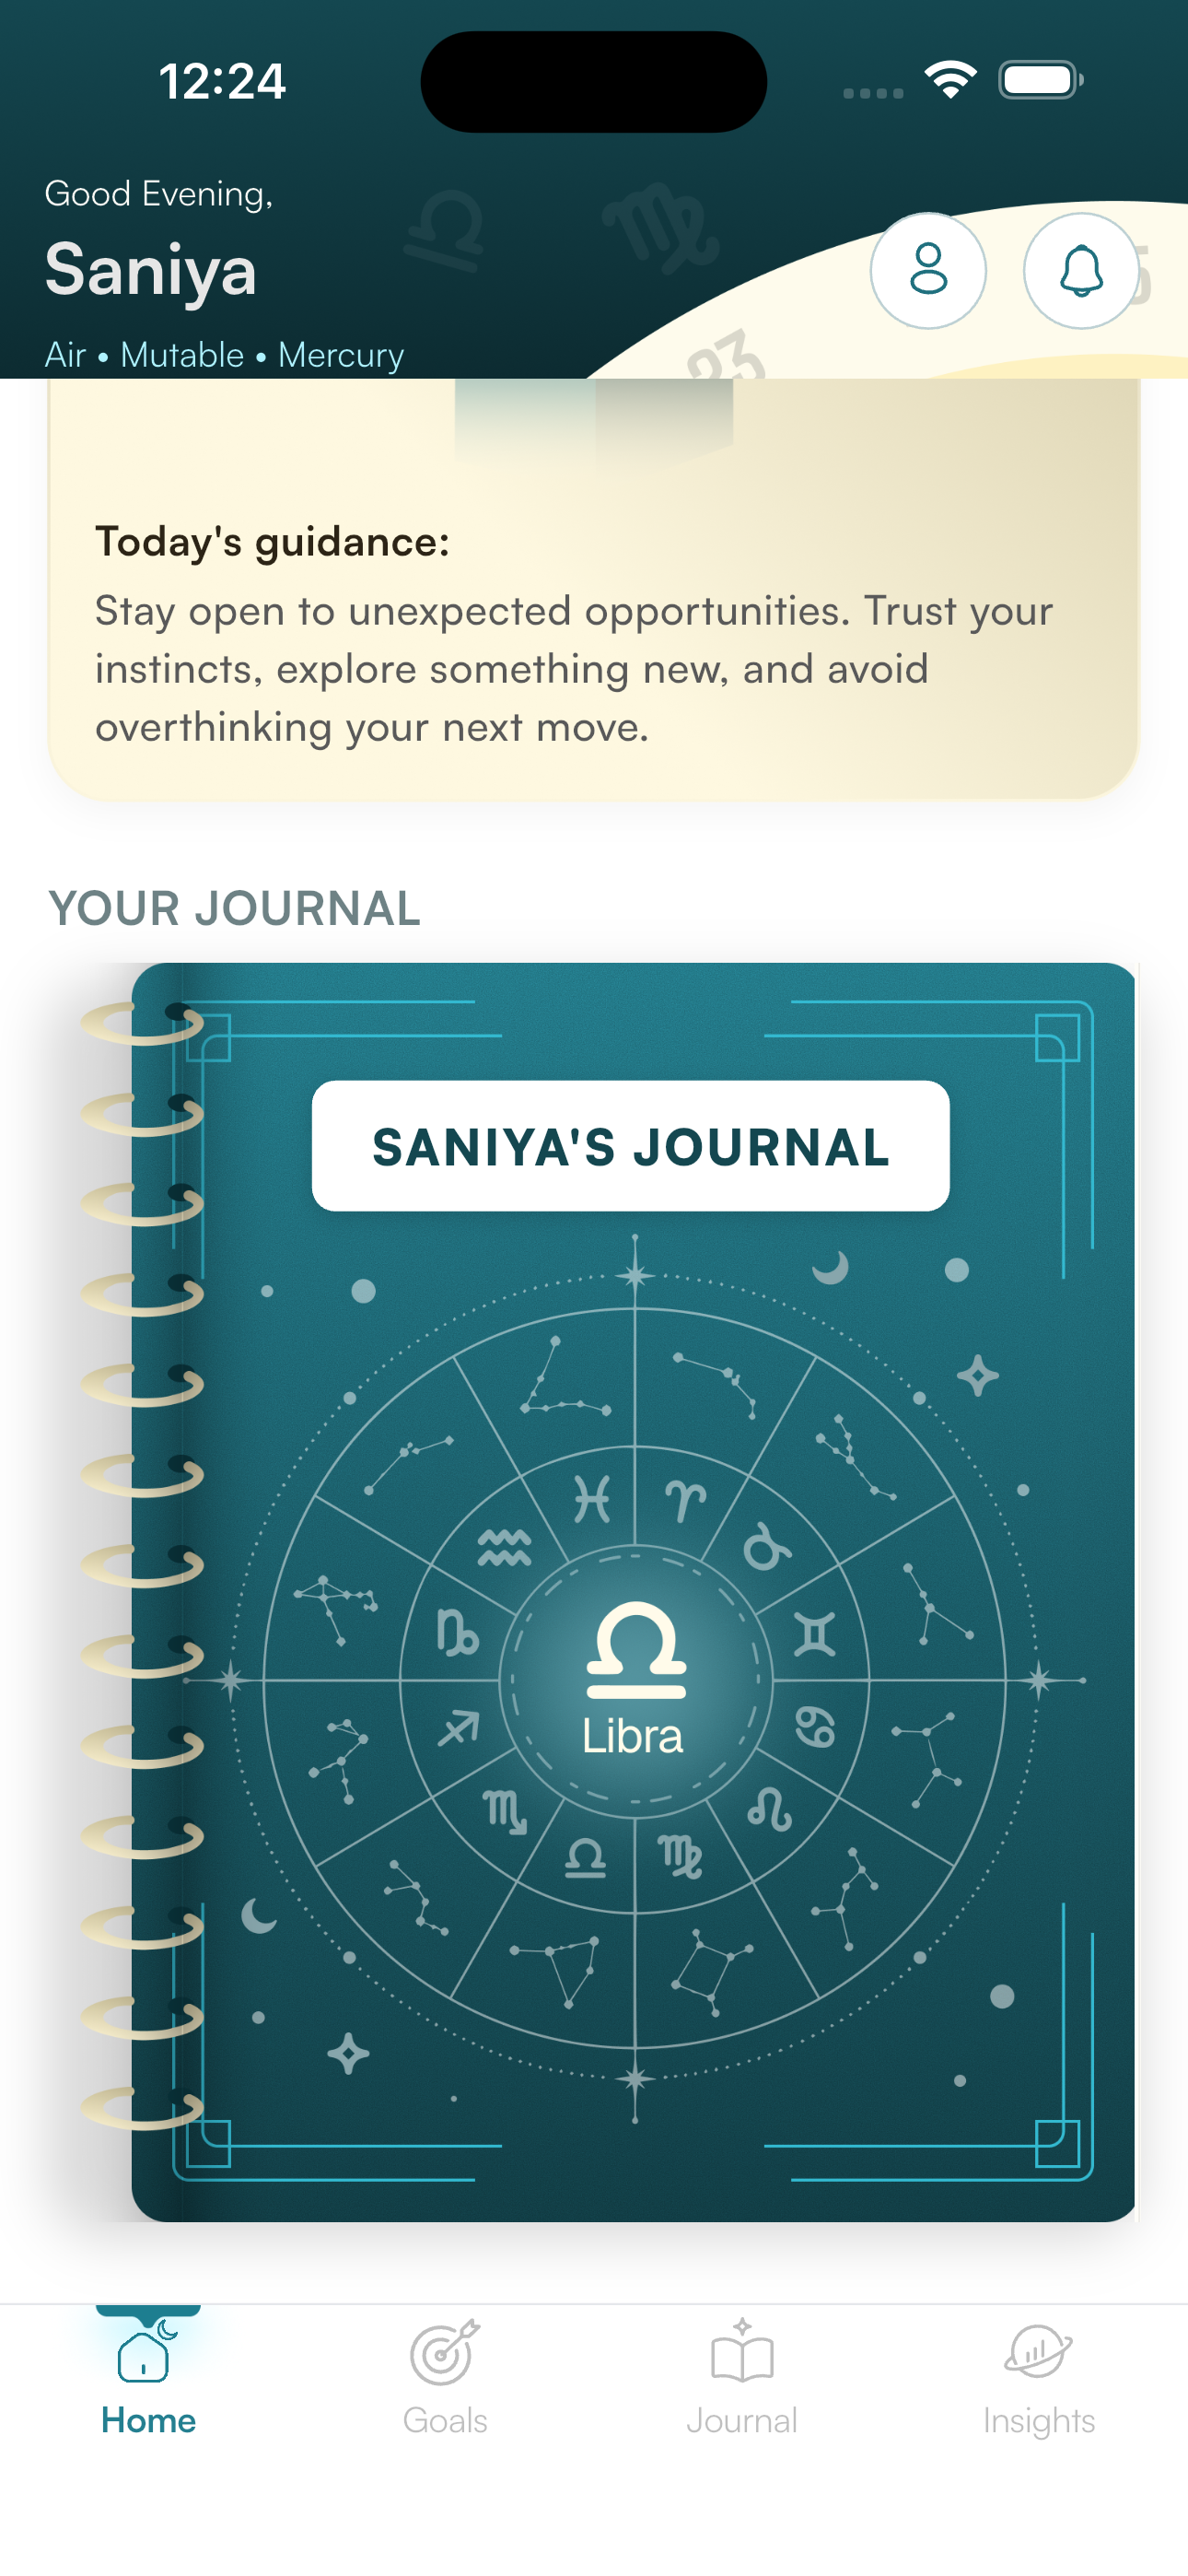 12:24
Good Evening,
Saniya
Air • Mutable • Mercury
23
Today's guidance:
Stay open to unexpected opportunities. Trust your
instincts, explore something new, and avoid
overthinking your next move.
YOUR JOURNAL
SANIYA'S JOURNAL
Libra
Home
Goals
Journal
Insights